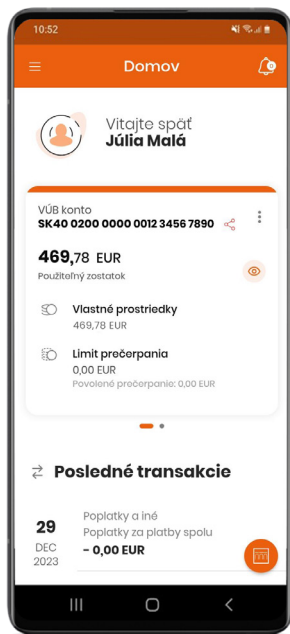 10:52
Domov
0
Vitajte späť
Júlia Malá
VÚB konto
SK40 0200 0000 0012 3456 7890
469,78 EUR
Použiteľný zostatok
Vlastné prostriedky
469,78 EUR
Limit prečerpania
0,00 EUR
Povolené prečerpanie: 0,00 EUR
Posledné transakcie
29
DEC
2023
Poplatky a iné
Poplatky za platby spolu
- 0,00 EUR